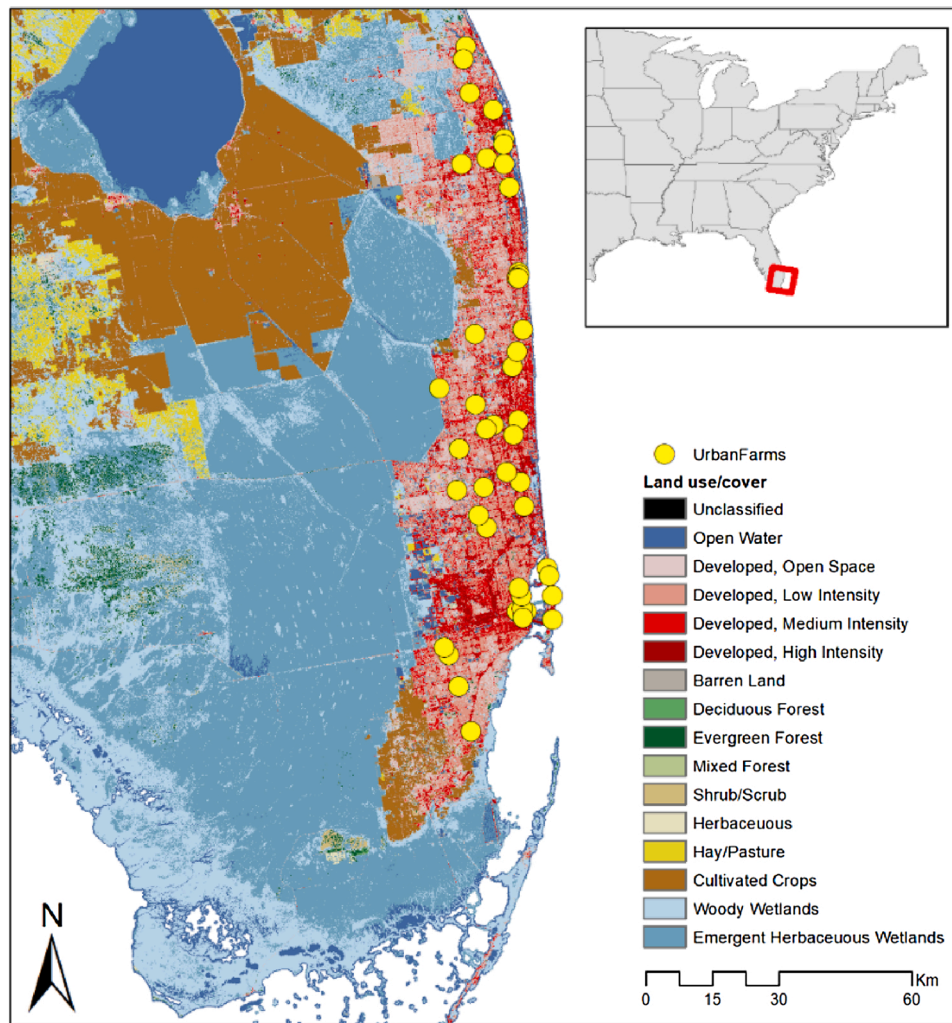 UrbanFarms
Land use/cover
Unclassified
Open Water
Developed, Open Space
Developed, Low Intensity
Developed, Medium Intensity
Developed, High Intensity
Barren Land
Deciduous Forest
Evergreen Forest
Mixed Forest
Shrub/Scrub
Herbaceuous
Hay/Pasture
Cultivated Crops
Woody Wetlands
Emergent Herbaceuous Wetlands
N
Km
0 15 30 60